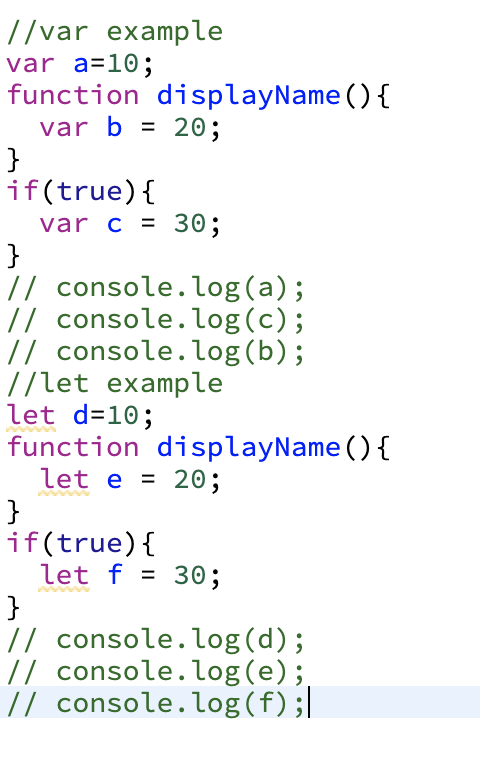 //var example
var a=10;
function displayName(){
  var b = 20;
}
if(true){
  var c = 30;
}
// console.log(a);
// console.log(c);
// console.log(b);
//let example
let d=10;
function displayName(){
  let e = 20;
}
if(true){
  let f = 30;
}
// console.log(d);
// console.log(e);
// console.log(f);